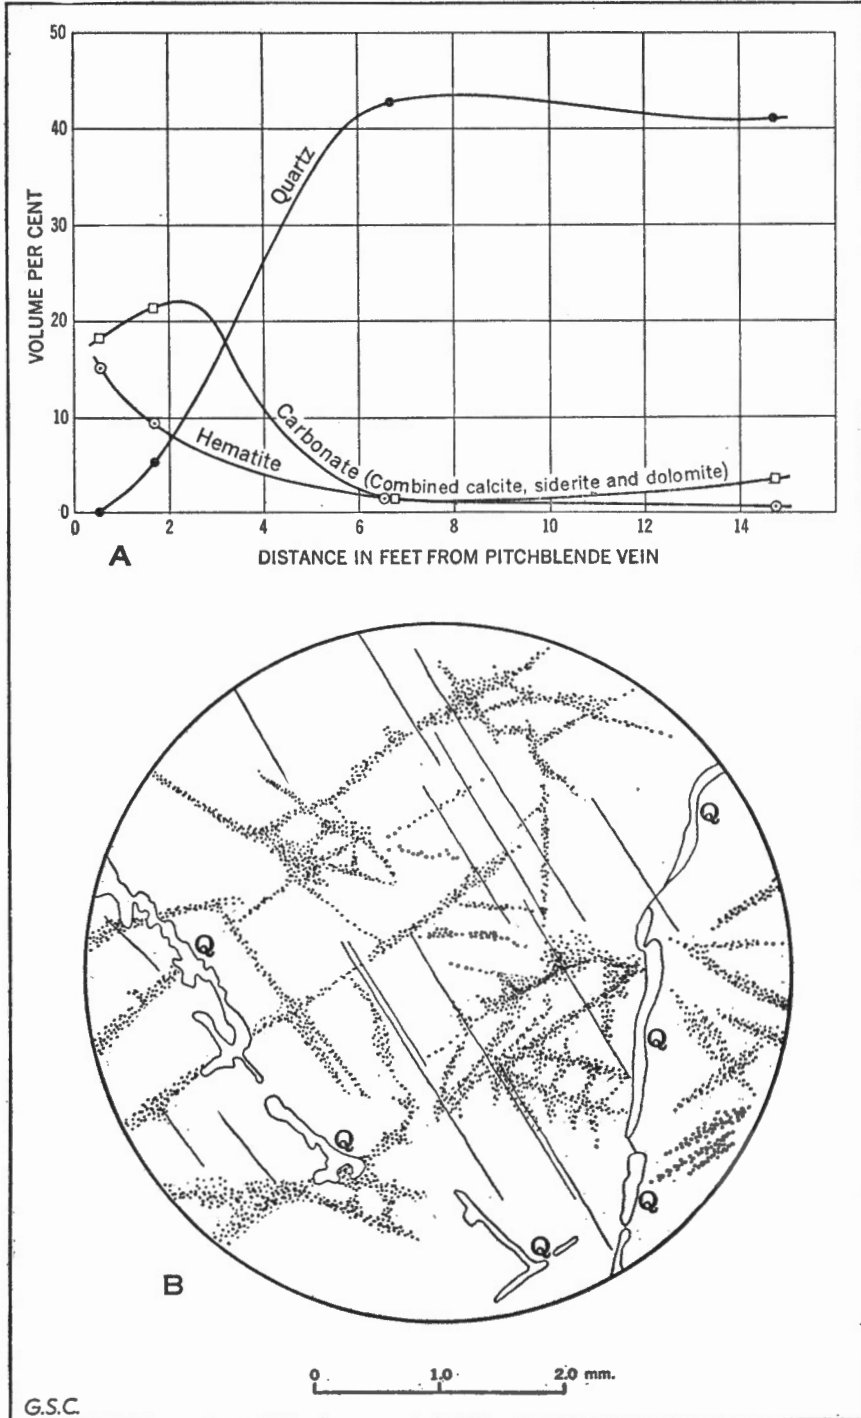 50
40
30
20
10
0
VOLUME PER CENT
Quartz
Hematite
Carbonate (Combined calcite, siderite and dolomite)
0 2 4 6 8 10 12 14
A
DISTANCE IN FEET FROM PITCHBLENDE VEIN
Q
Q
Q
Q
Q
Q
B
0 1.0 2.0 mm.
G.S.C.